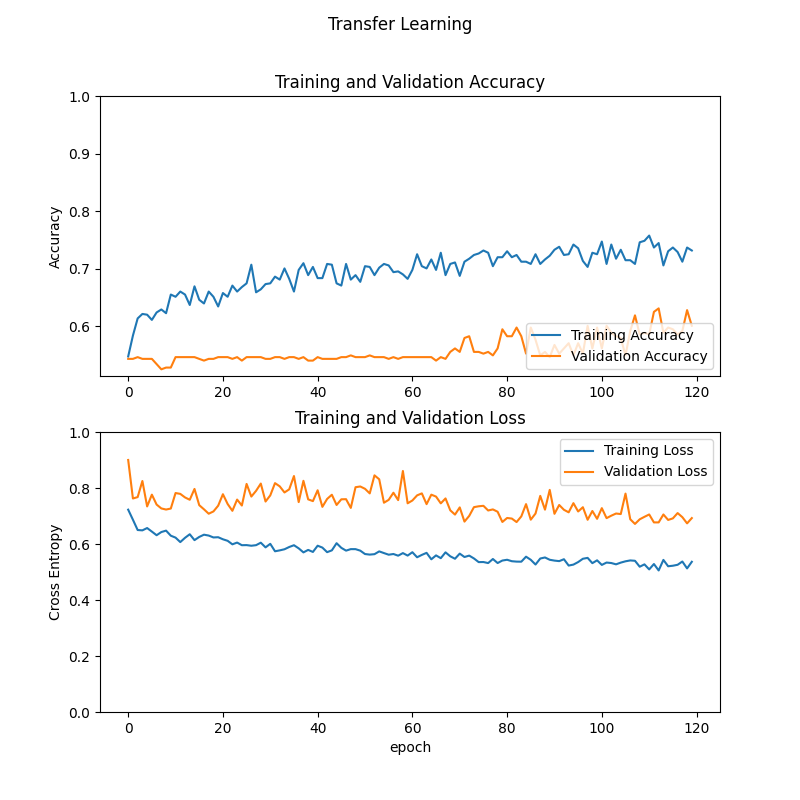 Transfer Learning
Training and Validation Accuracy
Accuracy
1.0
0.9
0.8
0.7
0.6
Training Accuracy
Validation Accuracy
0 20 40 60 80 100 120
Training and Validation Loss
Cross Entropy
1.0
0.8
0.6
0.4
0.2
0.0
Training Loss
Validation Loss
0 20 40 60 80 100 120
epoch